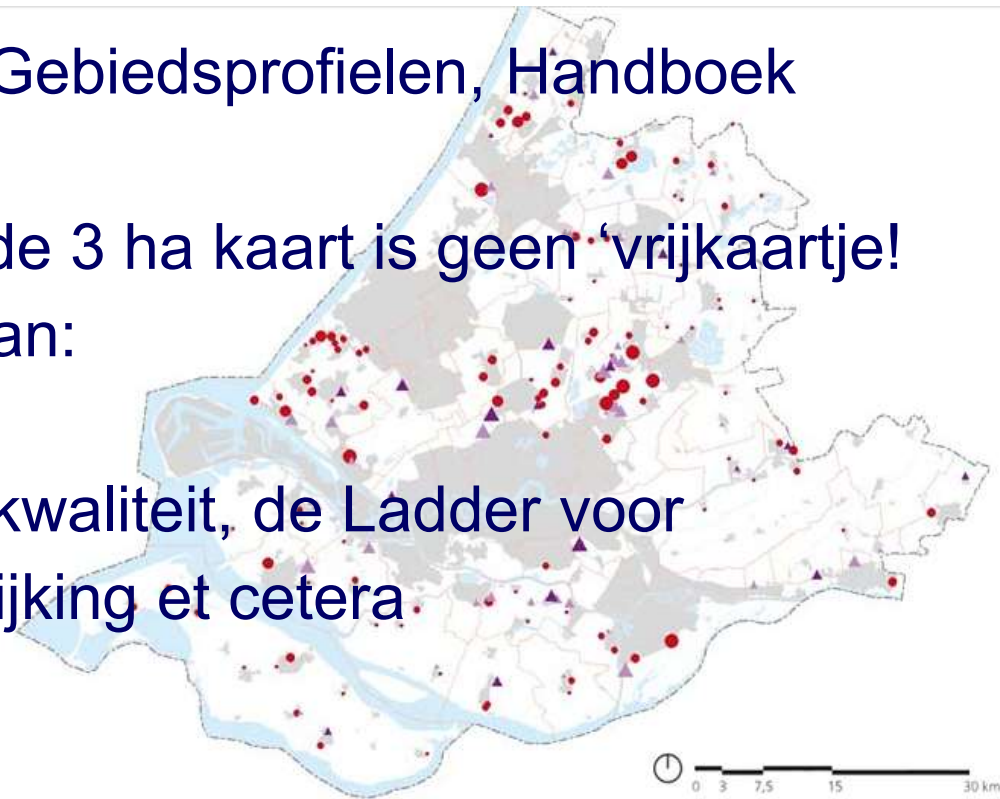 Gebiedsprofielen, Handboek
de 3 ha kaart is geen ‘vrijkaartje!
an:
kwaliteit, de Ladder voor
ijking et cetera
0 3 7,5 15 30 km